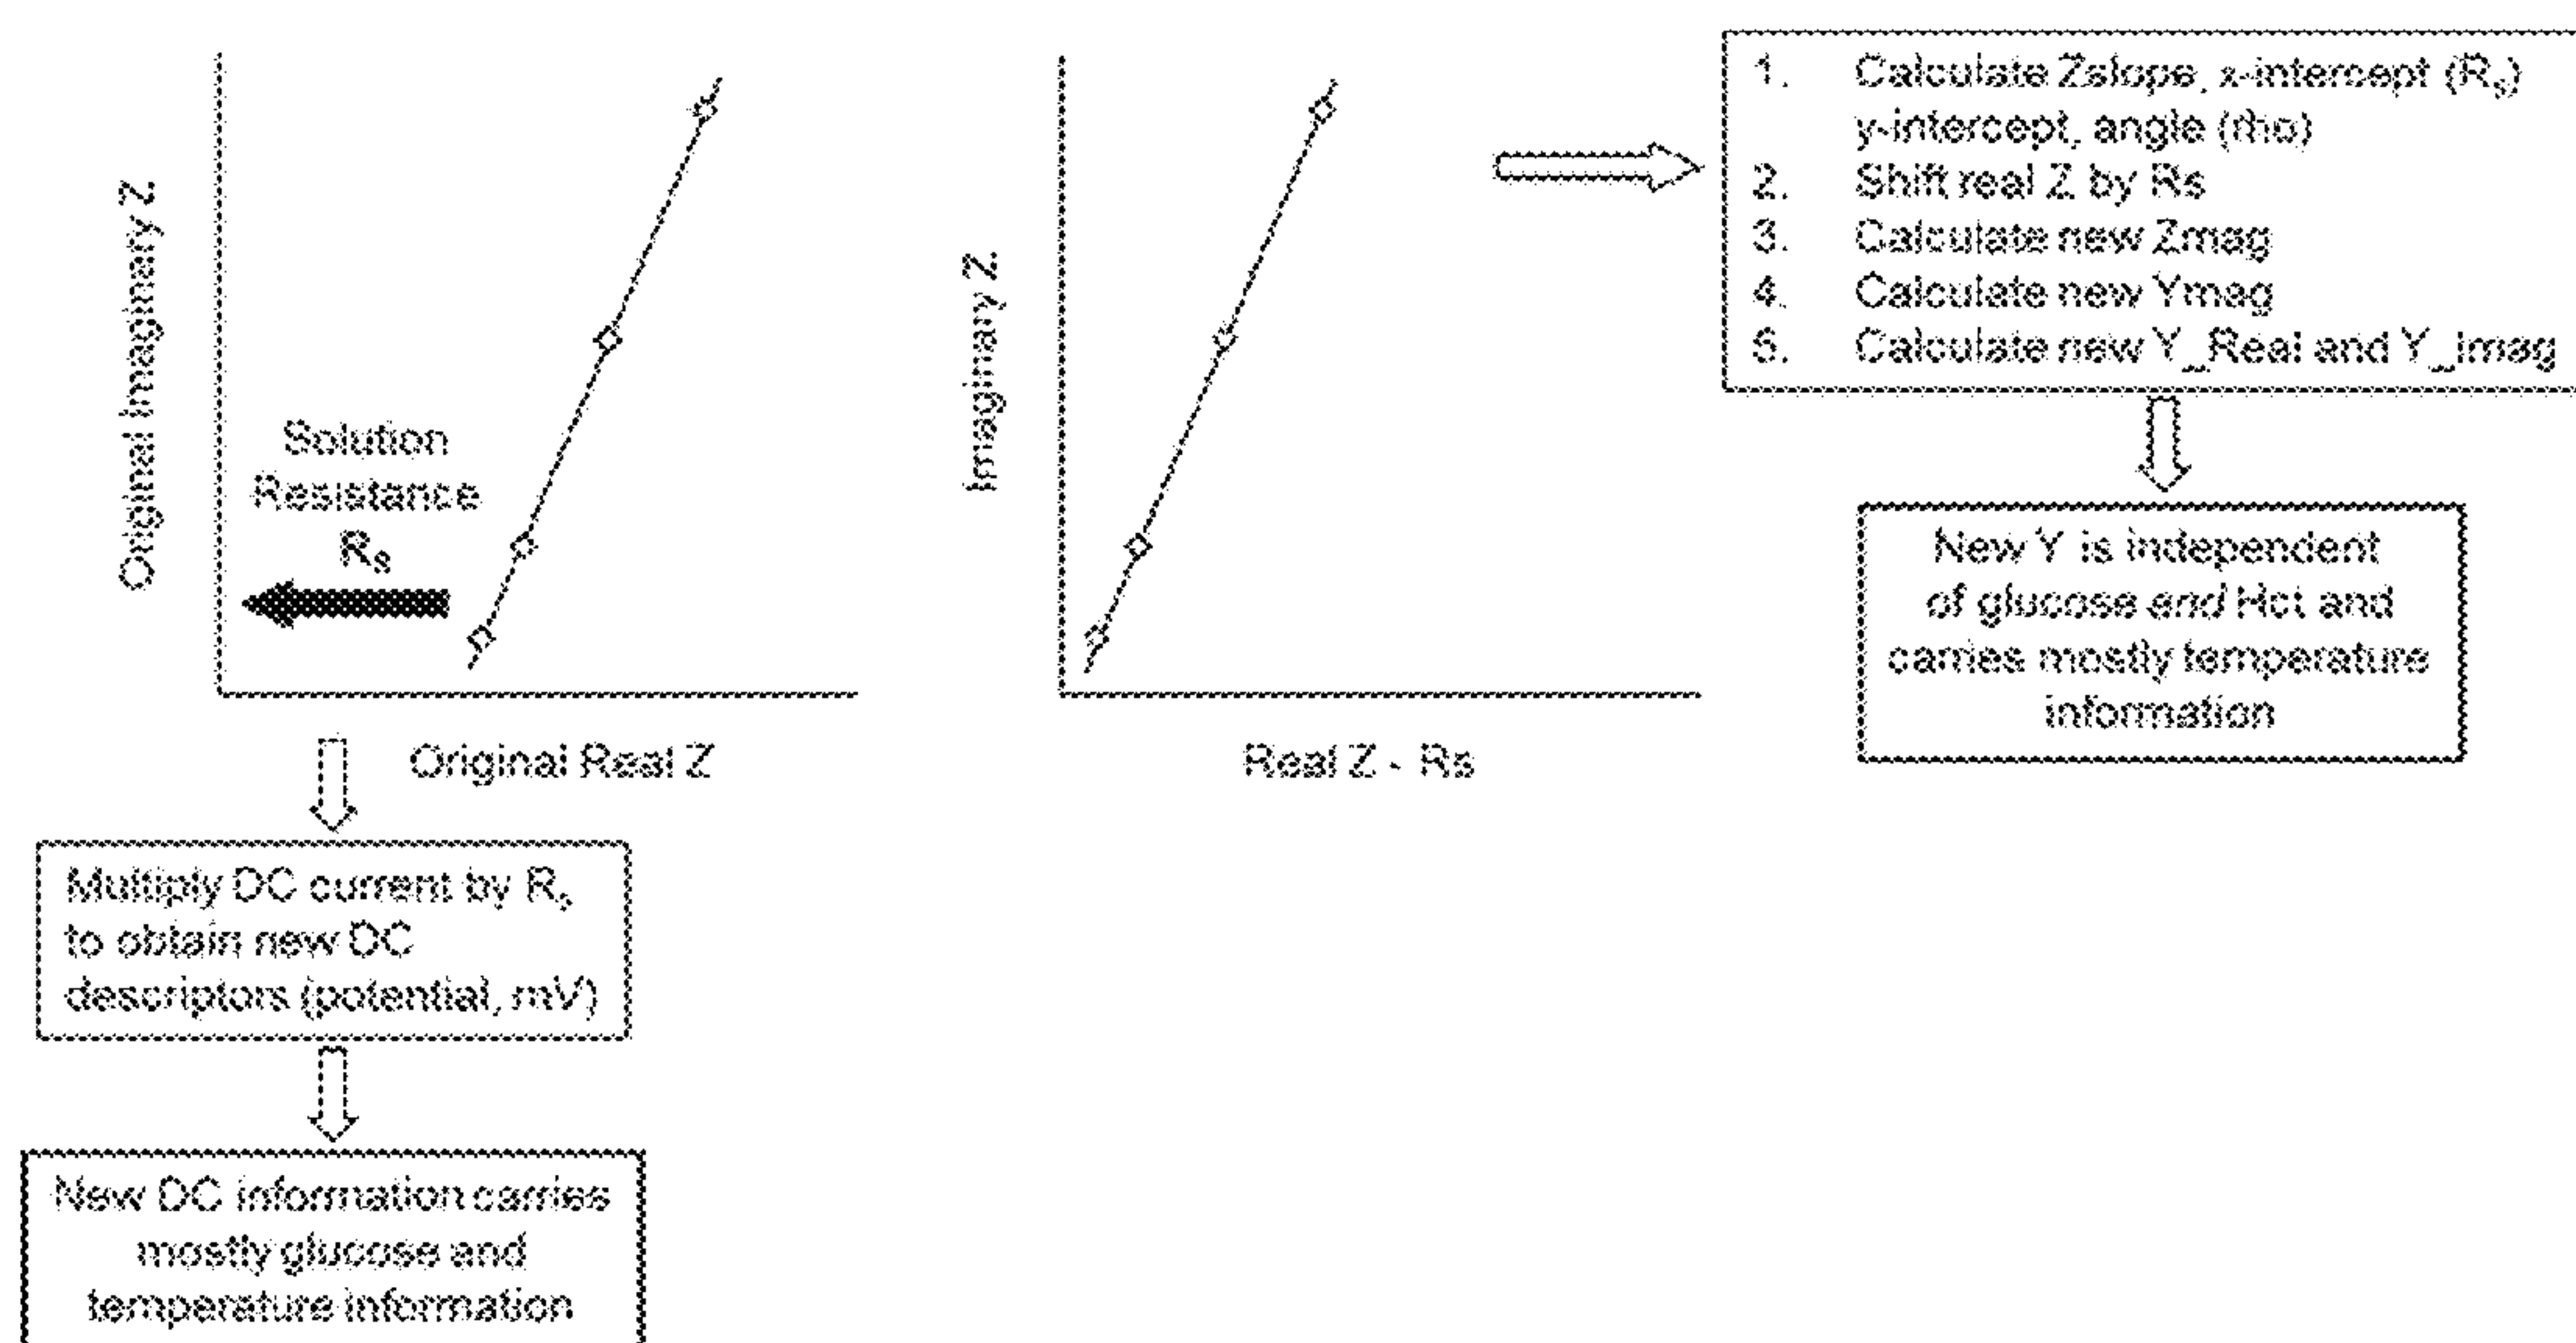 Original Imaginary Z
Solution
Resistance
Rs
Original Real Z
Multiply DC current by Rs
to obtain new DC
descriptors (potential, mV)
New DC information carries
mostly glucose and
temperature information
Imaginary Z
Real Z - Rs
1. Calculate Zslope, x-intercept (Rs)
y-intercept, angle (rho)
2. Shift real Z by Rs
3. Calculate new Zmag
4. Calculate new Ymag
5. Calculate new Y_Real and Y_Imag
New Y is independent
of glucose and Hct and
carries mostly temperature
information